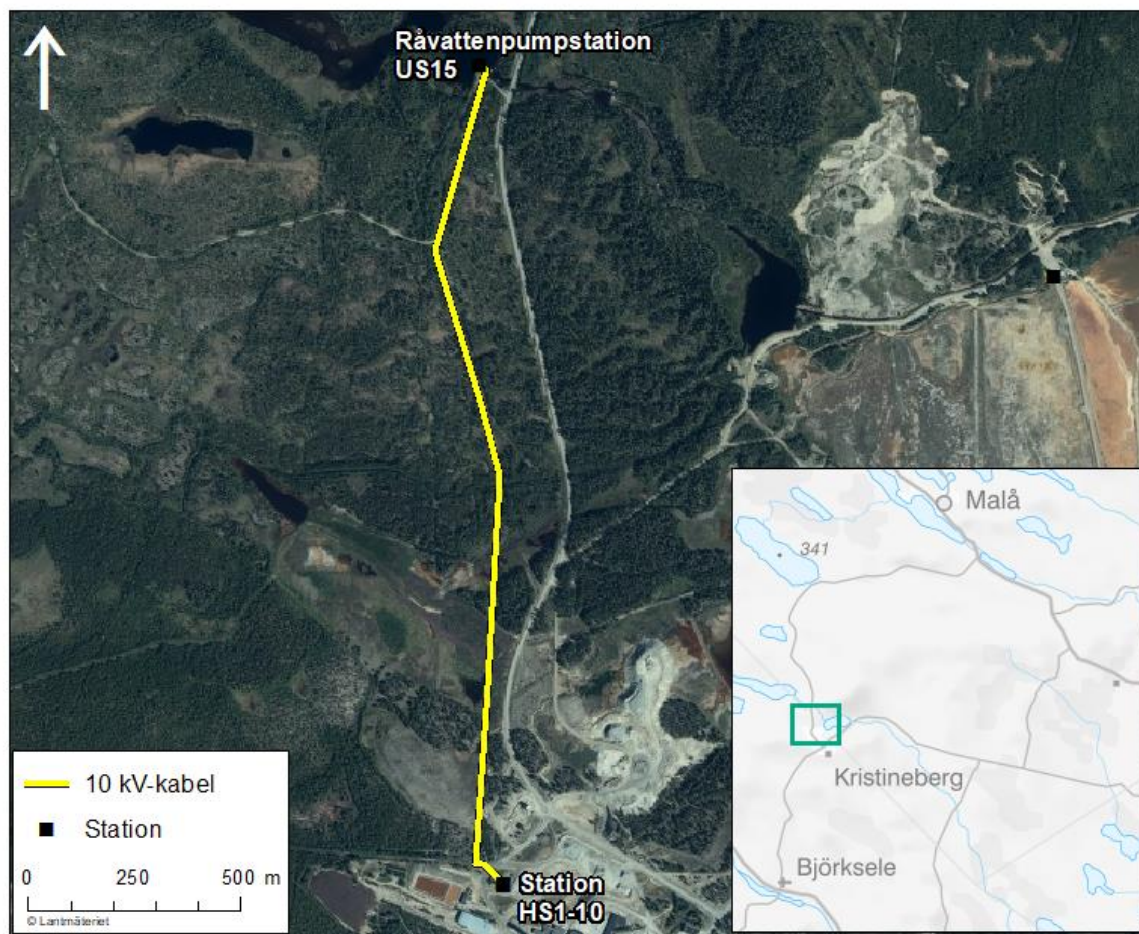 Råvattenpumpstation
US15
Malå
341
Kristineberg
Björksele
10 kV-kabel
Station
0 250 500 m
© Lantmäteriet
Station
HS1-10